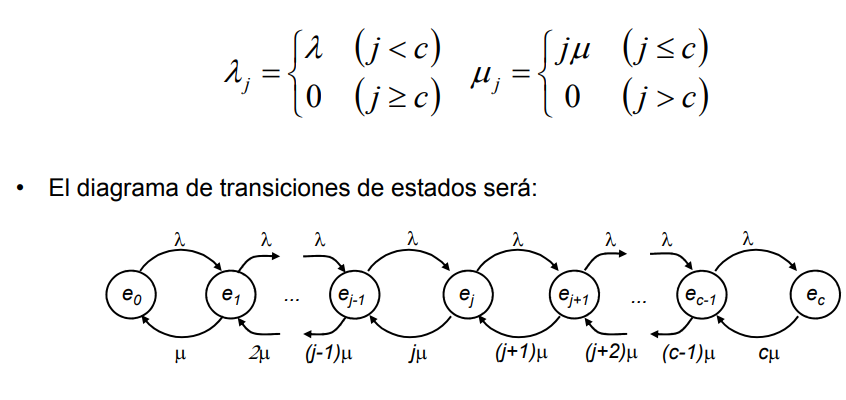 λj = { λ (j < c) μj = { jμ (j ≤ c)
0 (j ≥ c) 0 (j > c)
• El diagrama de transiciones de estados será:
λ λ λ λ λ λ λ λ
e0 e1 ... ej-1 ej ej+1 ... ec-1 ec
μ 2μ (j-1)μ jμ (j+1)μ (j+2)μ (c-1)μ cμ